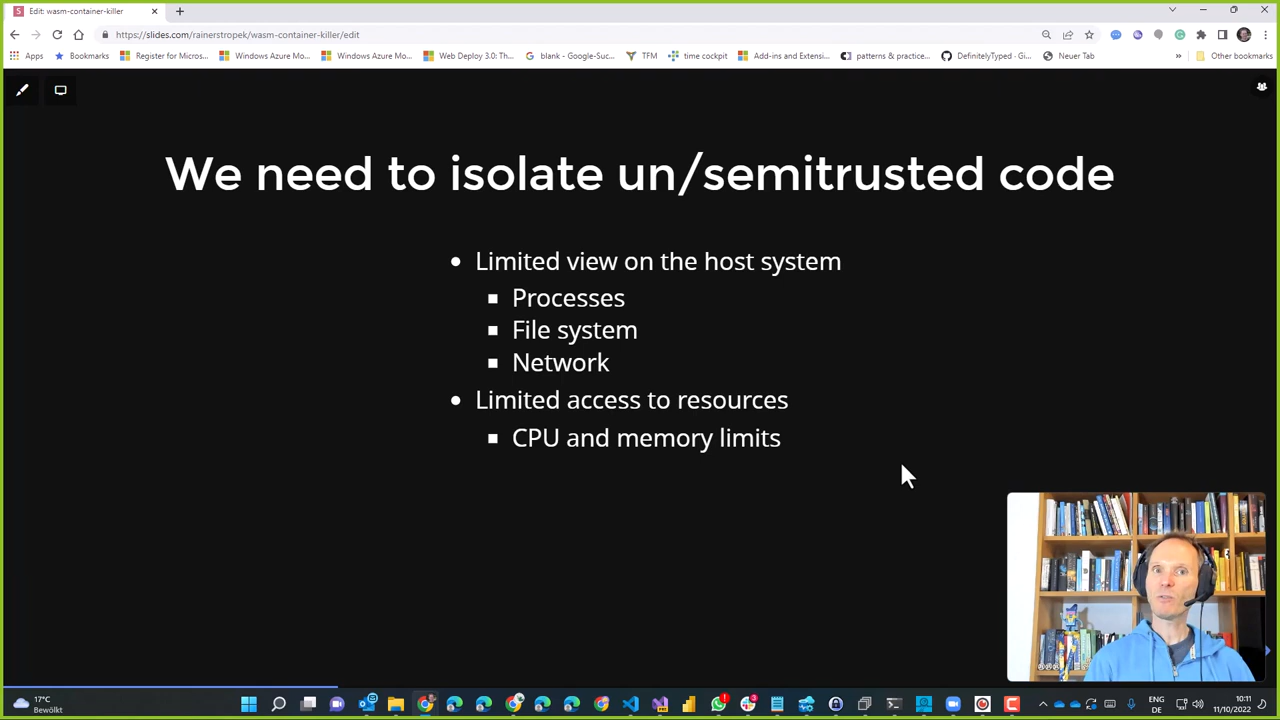 Edit: wasm-container-killer
https://slides.com/rainerstropek/wasm-container-killer/edit
Apps Bookmarks Register for Micros... Windows Azure Mo... Windows Azure Mo... Web Deploy 3.0: Th... blank - Google-Suc... TFM time cockpit Add-ins and Extensi... patterns & practice... DefinitelyTyped - Gi... Neuer Tab » Other bookmarks
We need to isolate un/semitrusted code
Limited view on the host system
Processes
File system
Network
Limited access to resources
CPU and memory limits
17°C
Bewölkt
ENG
DE
10:11
11/10/2022